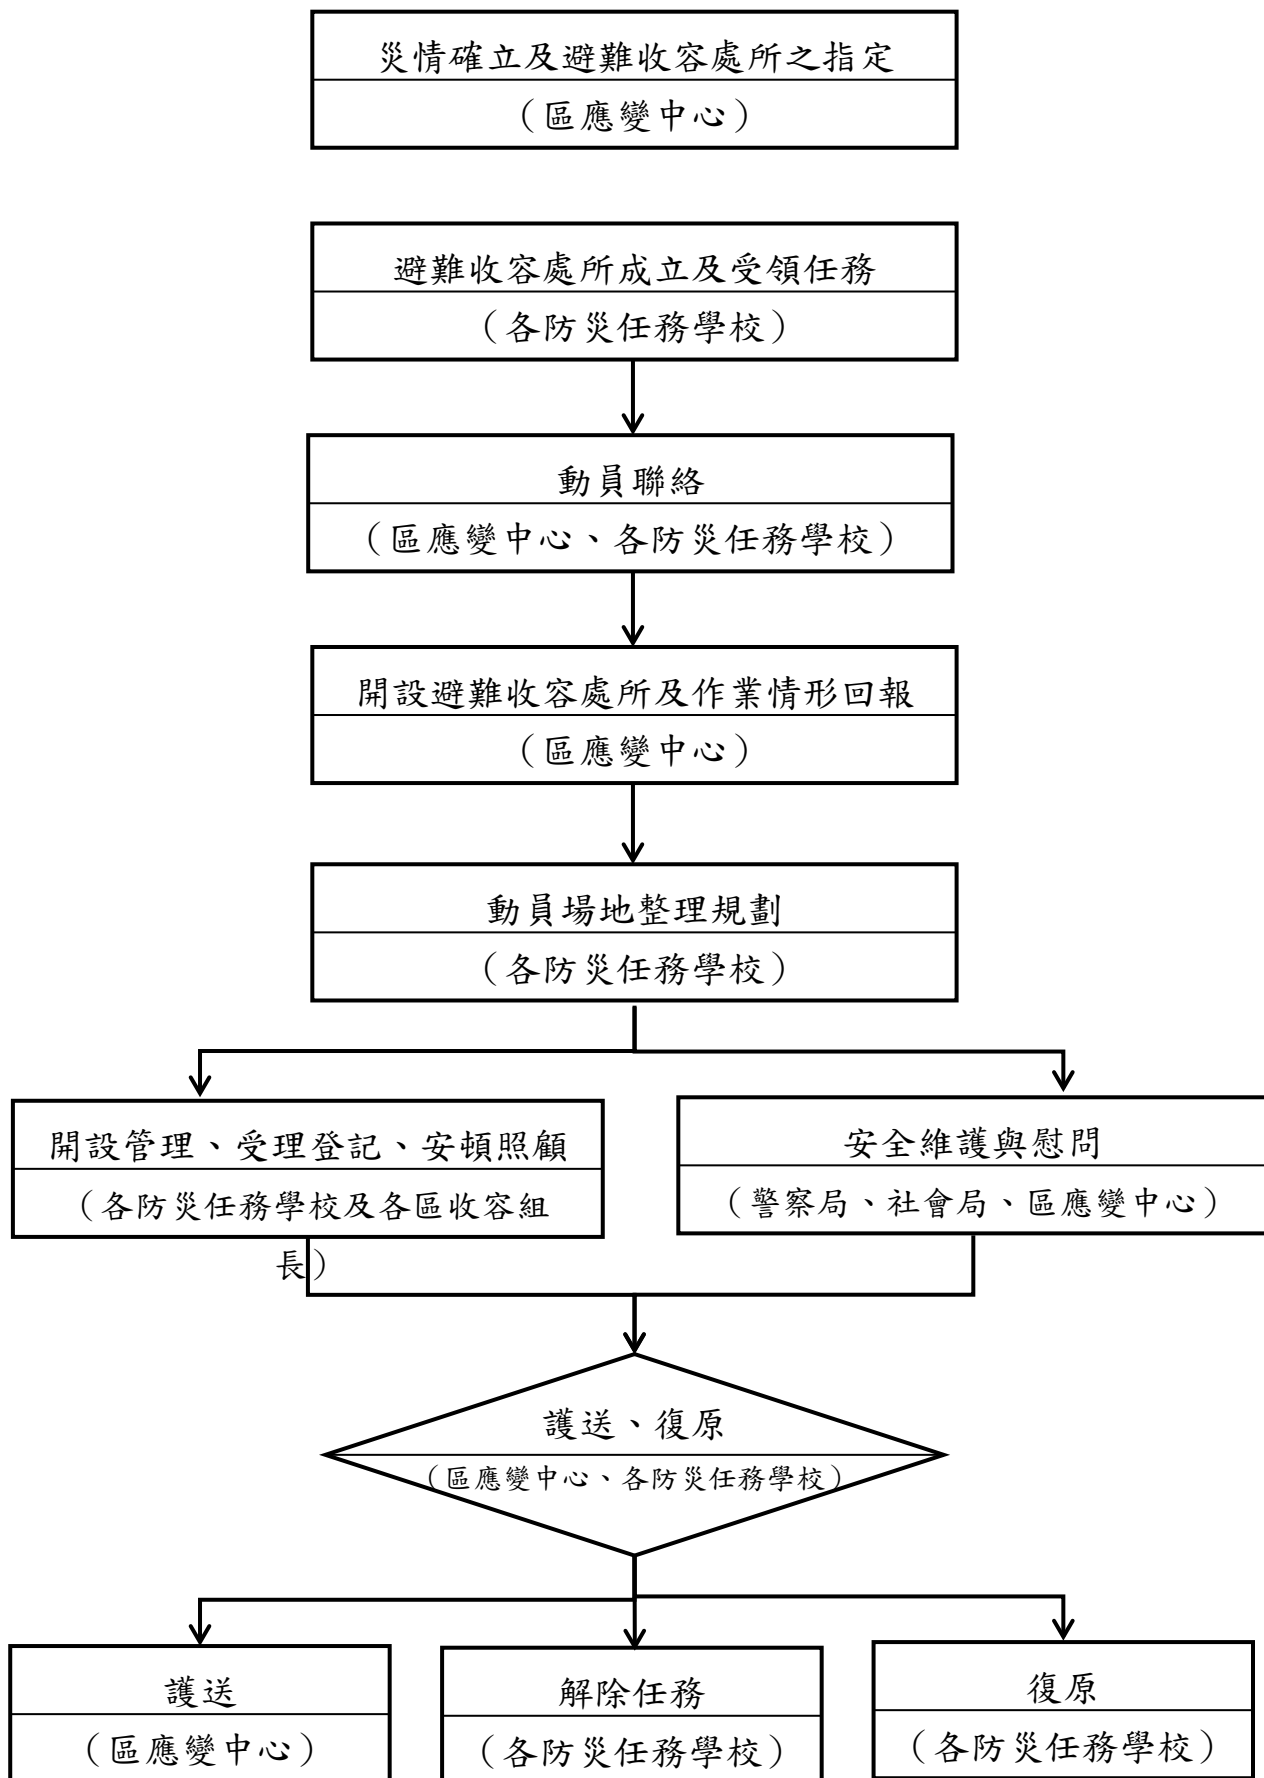 災情確立及避難收容處所之指定
（區應變中心）
避難收容處所成立及受領任務
（各防災任務學校）
動員聯絡
（區應變中心、各防災任務學校）
開設避難收容處所及作業情形回報
（區應變中心）
動員場地整理規劃
（各防災任務學校）
開設管理、受理登記、安頓照顧
（各防災任務學校及各區收容組
長）
安全維護與慰問
（警察局、社會局、區應變中心）
護送、復原
（區應變中心、各防災任務學校）
護送
（區應變中心）
解除任務
（各防災任務學校）
復原
（各防災任務學校）